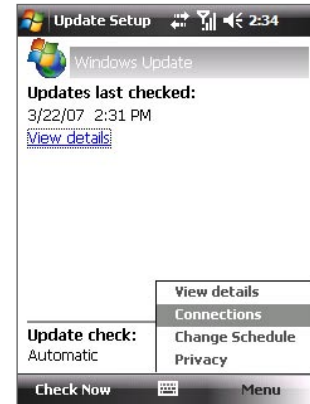 Update Setup 2:34
Windows Update
Updates last checked:
3/22/07 2:31 PM
View details
View details
Connections
Change Schedule
Privacy
Update check:
Automatic
Check Now Menu